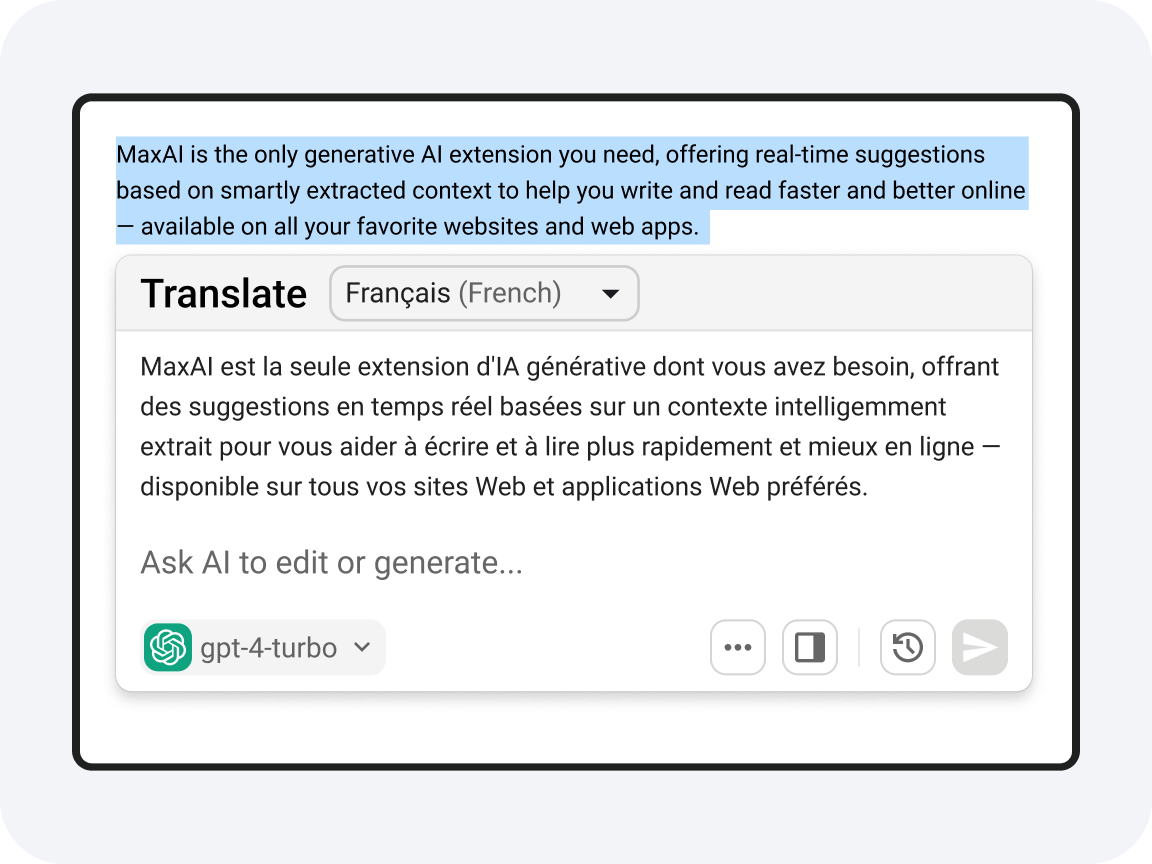 MaxAI is the only generative AI extension you need, offering real-time suggestions
based on smartly extracted context to help you write and read faster and better online
— available on all your favorite websites and web apps.
Translate Français (French)
MaxAI est la seule extension d'IA générative dont vous avez besoin, offrant
des suggestions en temps réel basées sur un contexte intelligemment
extrait pour vous aider à écrire et à lire plus rapidement et mieux en ligne —
disponible sur tous vos sites Web et applications Web préférés.
Ask AI to edit or generate...
gpt-4-turbo